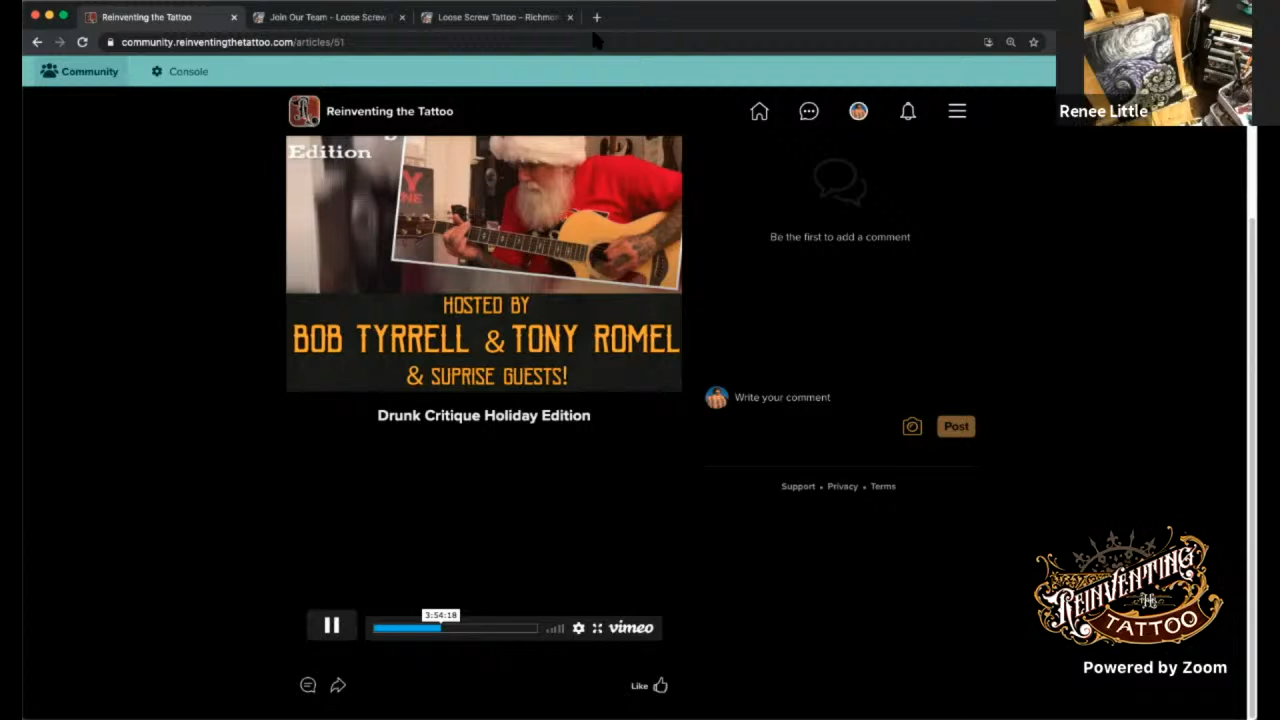 Reinventing the Tattoo
Join Our Team - Loose Screw
Loose Screw Tattoo – Richmon
community.reinventingthetattoo.com/articles/51
Community
Console
Renee Little
Reinventing the Tattoo
Edition
HOSTED BY
BOB TYRRELL & TONY ROMEL
& SUPRISE GUESTS!
Drunk Critique Holiday Edition
Be the first to add a comment
Write your comment
Post
Support • Privacy • Terms
3:54:18
vimeo
Like
REINVENTING
THE
TATTOO
Powered by Zoom